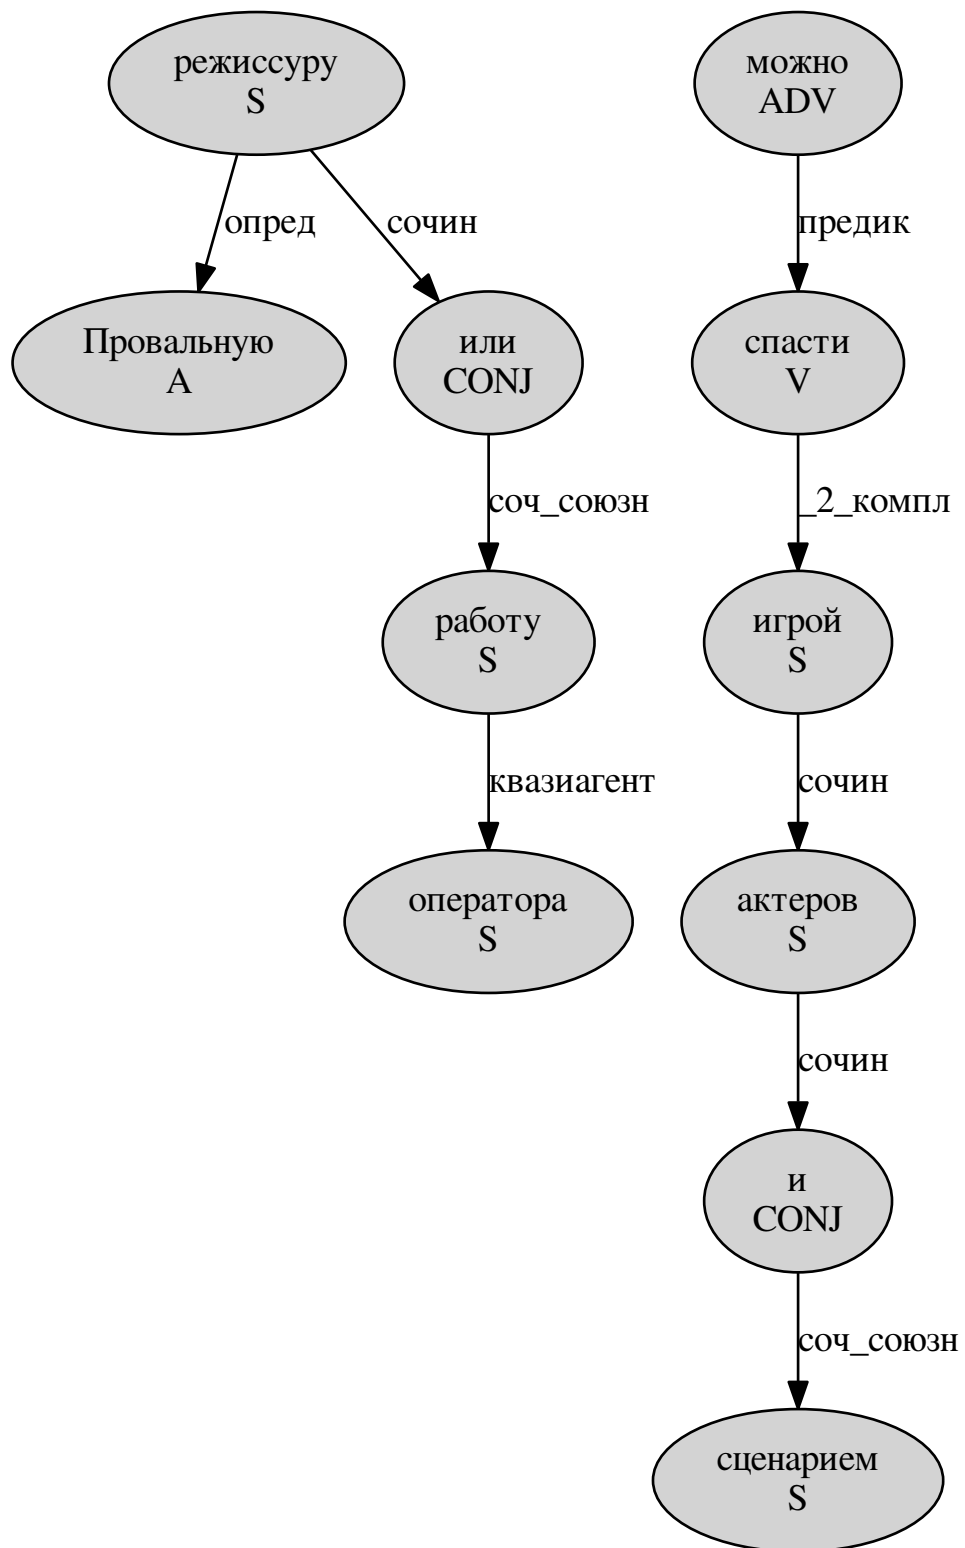 режиссуру
S
можно
ADV
опред
сочин
предик
Провальную
A
или
CONJ
спасти
V
соч_союзн
_2_компл
работу
S
игрой
S
квазиагент
сочин
оператора
S
актеров
S
сочин
и
CONJ
соч_союзн
сценарием
S